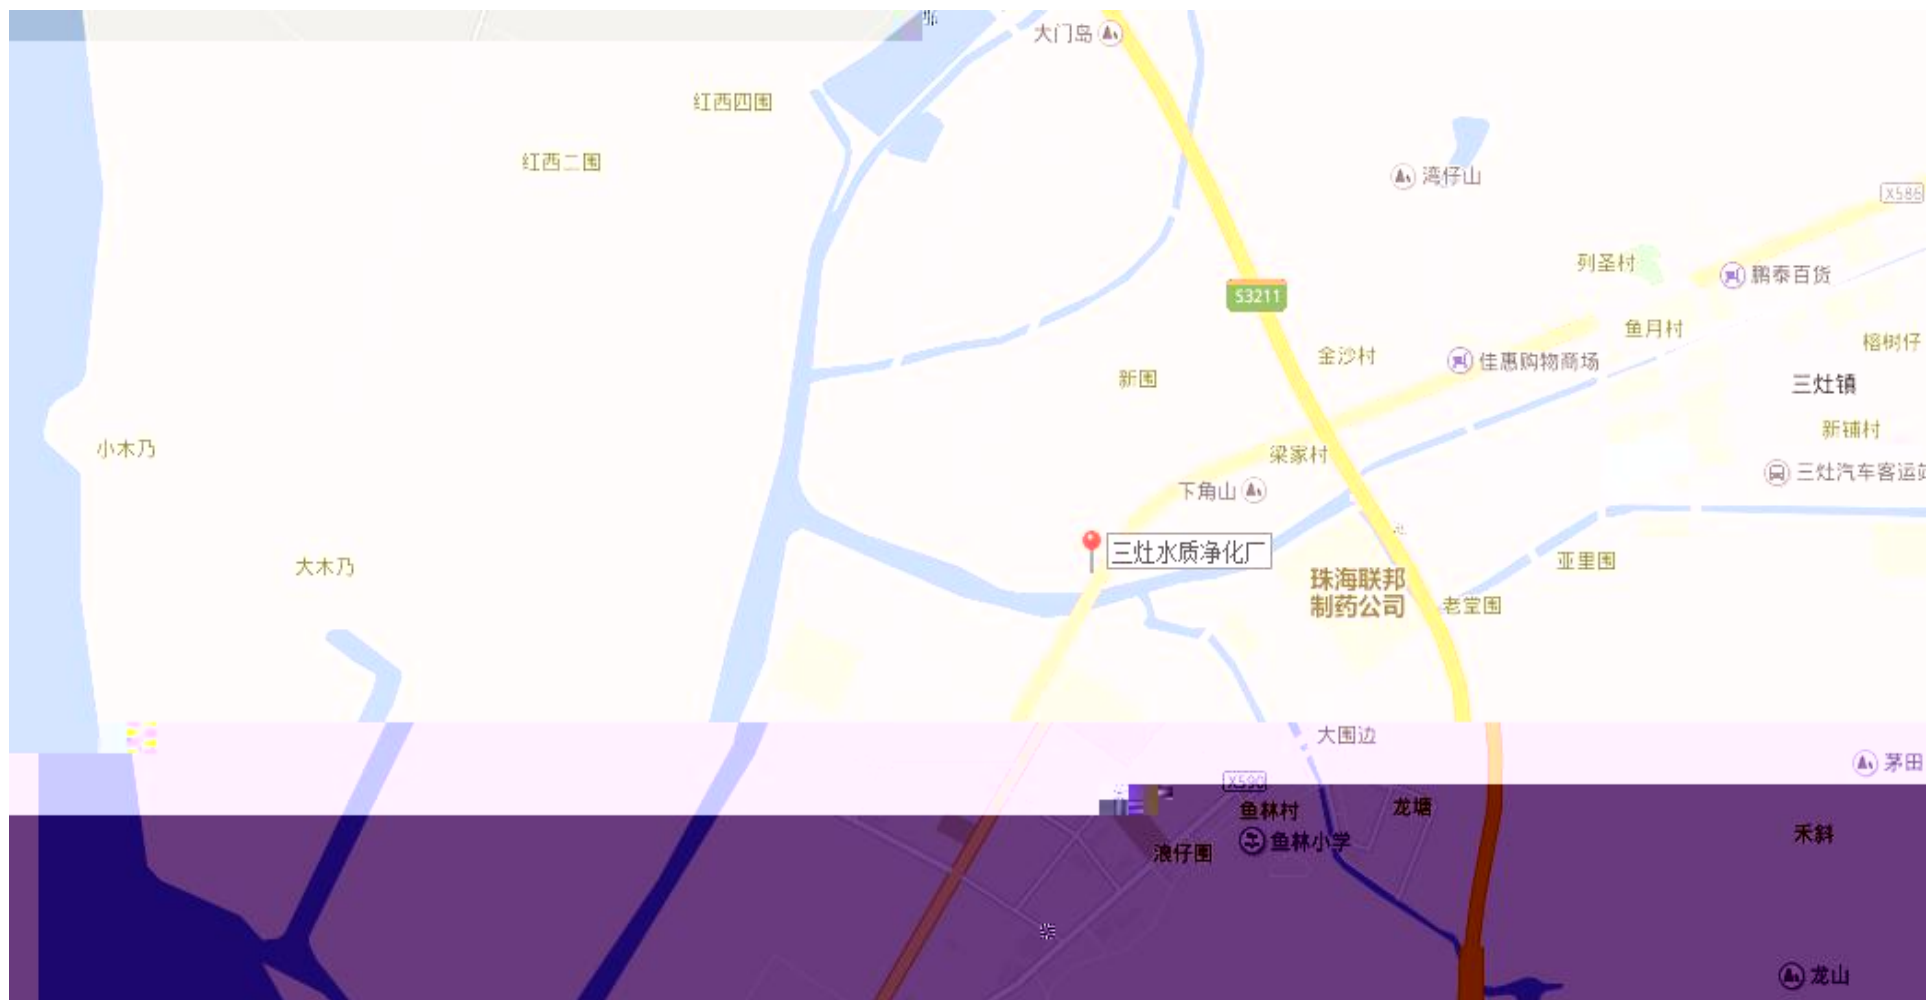 大门岛
红西四围
红西二围
湾仔山
X586
列圣村
鹏泰百货
S3211
鱼月村
榕树仔
金沙村
佳惠购物商场
新围
三灶镇
新铺村
小木乃
梁家村
三灶汽车客运站
下角山
三灶水质净化厂
亚里围
大木乃
珠海联邦
制药公司
老堂围
大围边
茅田
X590
鱼林村
龙塘
禾斜
鱼林小学
浪仔围
龙山